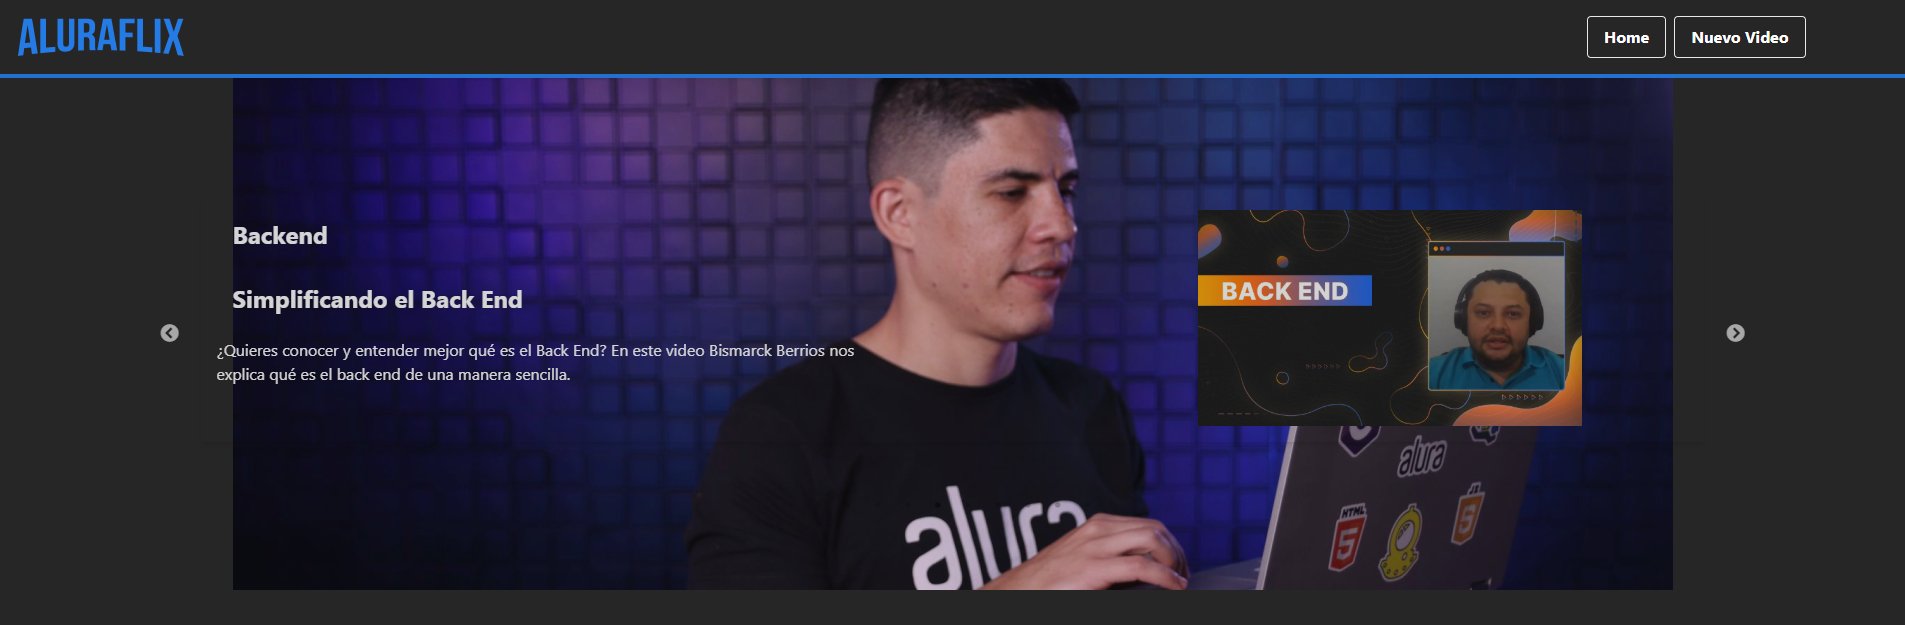 ALURAFLIX
Home
Nuevo Video
Backend
Simplificando el Back End
¿Quieres conocer y entender mejor qué es el Back End? En este video Bismarck Berrios nos
explica qué es el back end de una manera sencilla.
BACK END
alura
HTML
5
5
alura